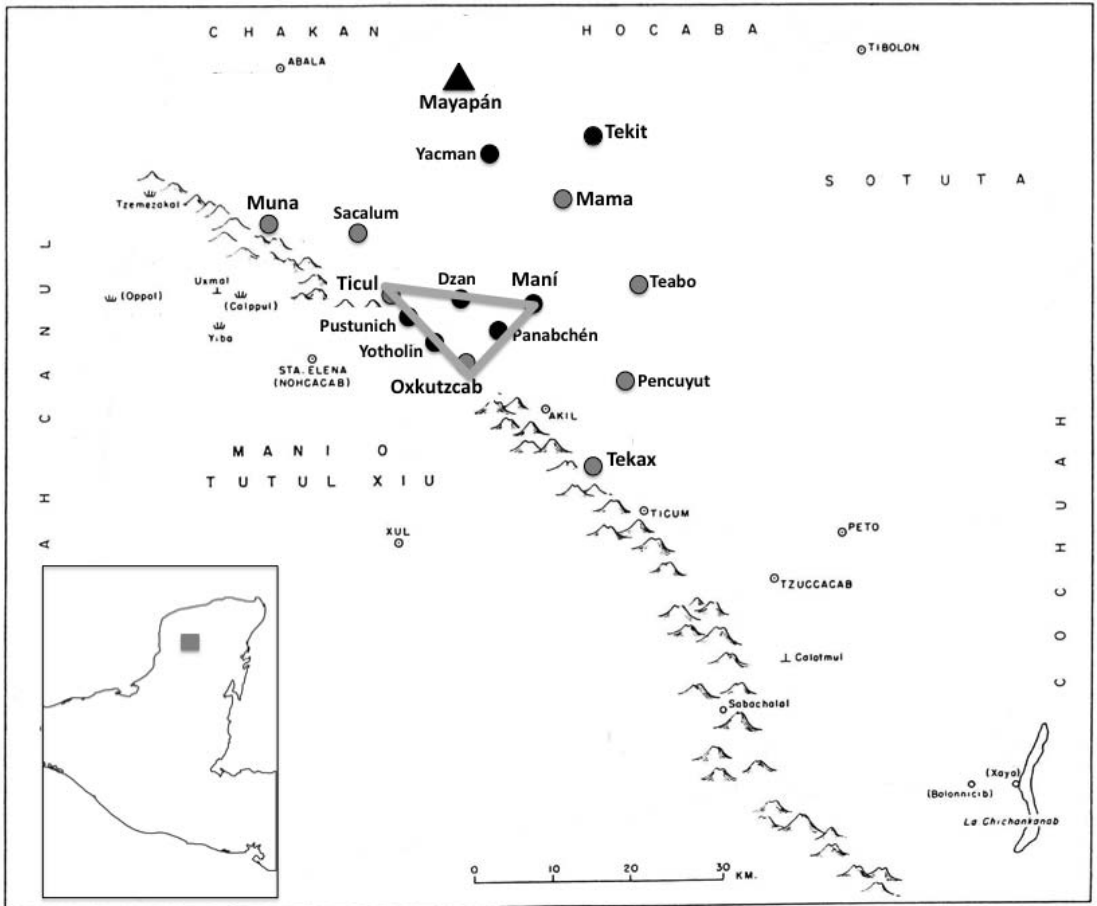 C H A K A N
H O C A B A
ABALA
TIBOLON
Mayapán
Tekit
Yacman
S O T U T A
Tzemezakal
Muna
Mama
Sacalum
A H C A N U L
Uxmal
(Oppol)
(Calppul)
Yiba
Ticul
Dzan
Maní
Teabo
Pustunich
Panabchén
Yotholín
STA. ELENA
(NOHCACAB)
Oxkutzcab
Pencuyut
AKIL
M A N I O
T U T U L XIU
Tekax
C O C H U A H
TICUM
XUL
PETO
TZUCCACAB
Calotmul
Sabachalal
(Xaya)
(Bolonnicib)
La Chichankanab
0 10 20 30
KM.